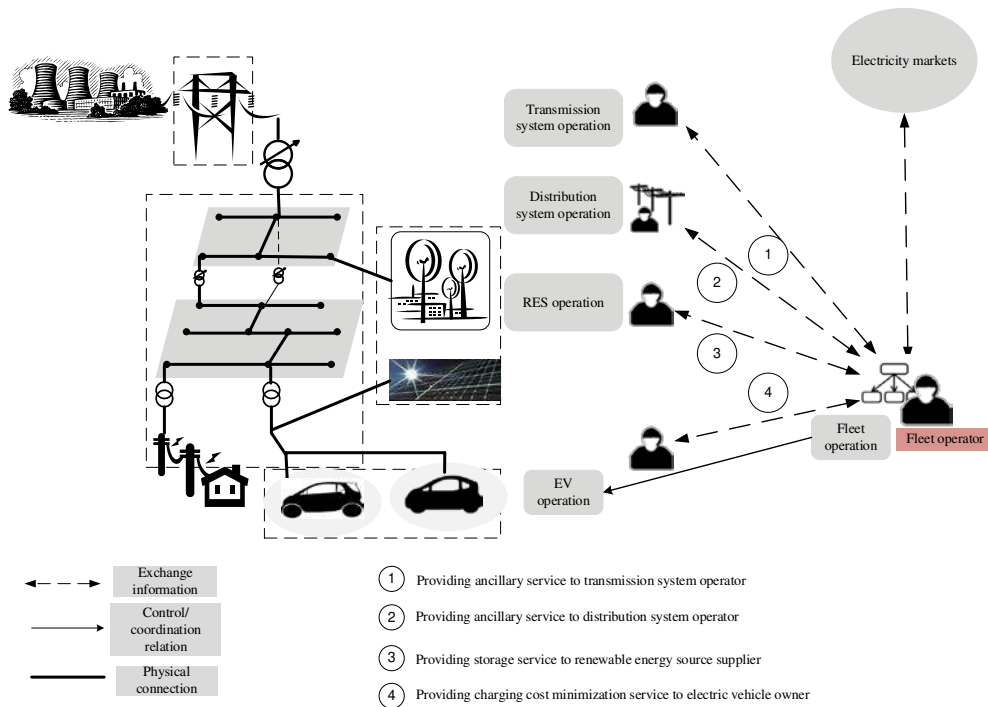 Electricity markets
Transmission
system operation
Distribution
system operation
1
2
RES operation
3
4
Fleet
operation
Fleet operator
EV
operation
Exchange
information
Control/
coordination
relation
Physical
connection
1 Providing ancillary service to transmission system operator
2 Providing ancillary service to distribution system operator
3 Providing storage service to renewable energy source supplier
4 Providing charging cost minimization service to electric vehicle owner